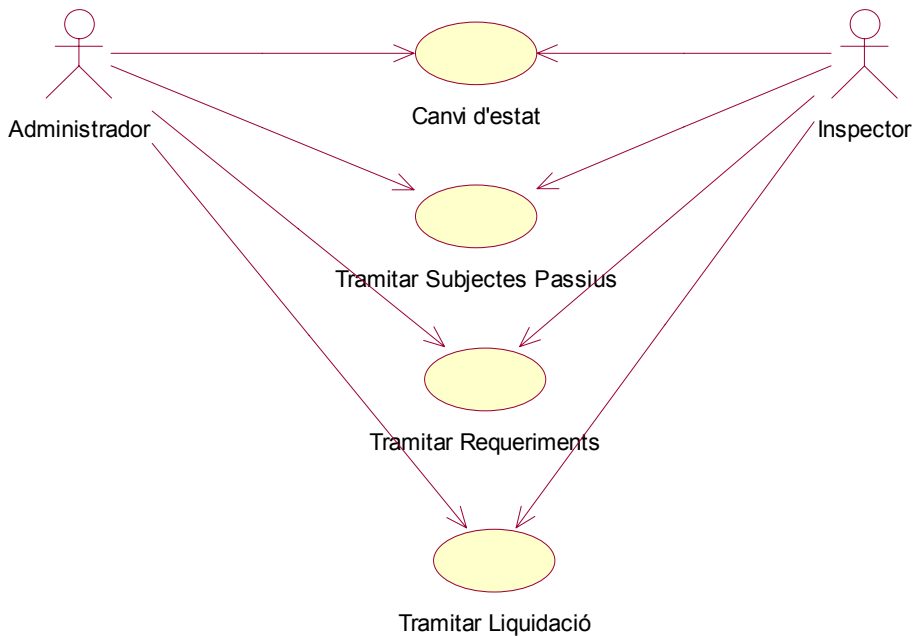 Canvi d'estat
Administrador
Inspector
Tramitar Subjectes Passius
Tramitar Requeriments
Tramitar Liquidació